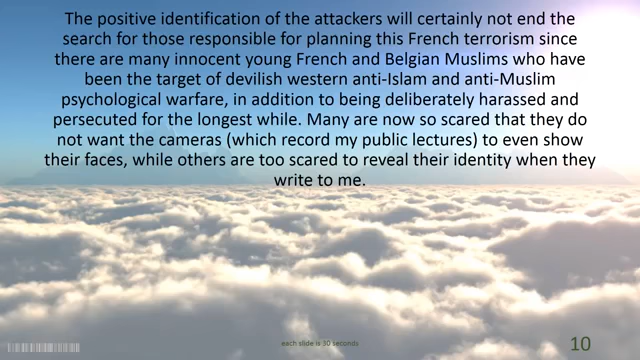 The positive identification of the attackers will certainly not end the
search for those responsible for planning this French terrorism since
there are many innocent young French and Belgian Muslims who have
been the target of devilish western anti-Islam and anti-Muslim
psychological warfare, in addition to being deliberately harassed and
persecuted for the longest while. Many are now so scared that they do
not want the cameras (which record my public lectures) to even show
their faces, while others are too scared to reveal their identity when they
write to me.
each slide is 30 seconds
10